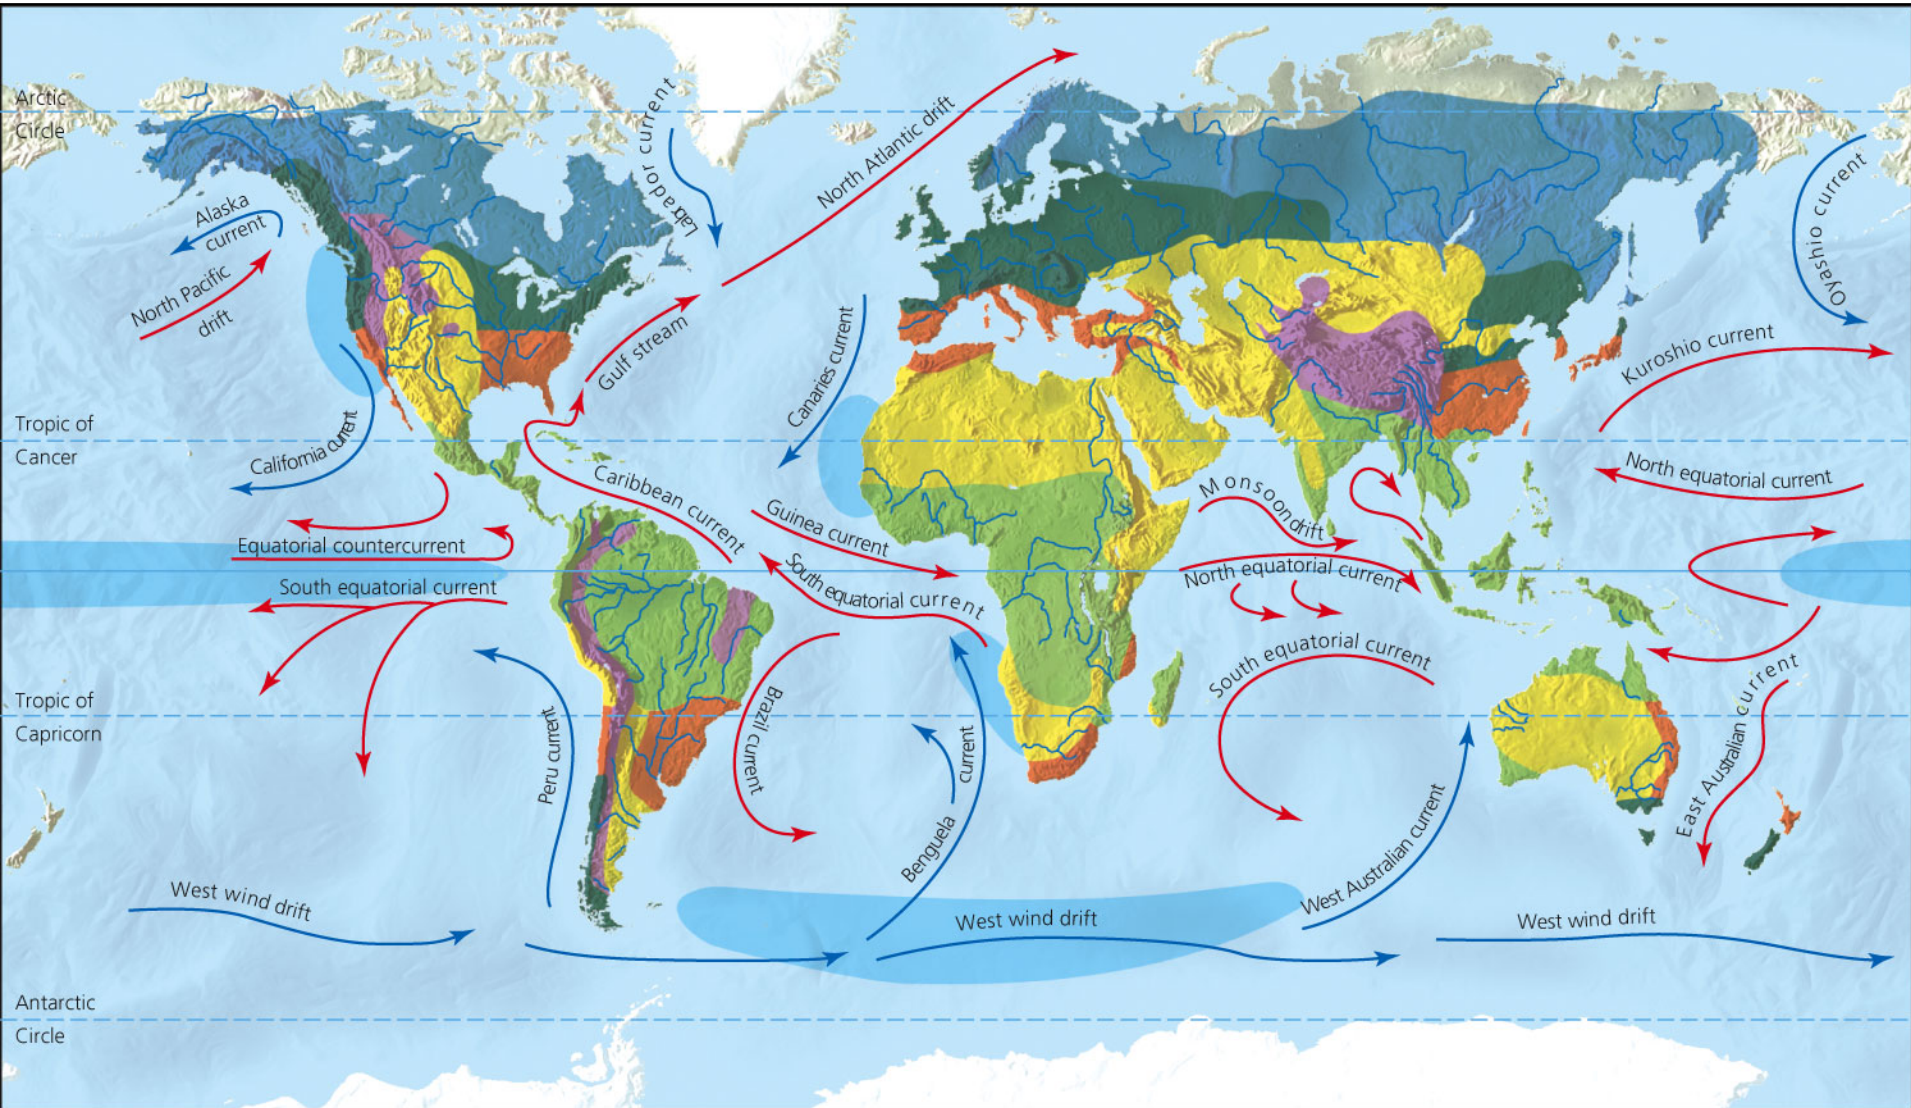 Arctic
Circle
Labrador current
North Atlantic drift
Alaska
current
North Pacific
drift
Oyashio current
Gulf stream
Canaries current
Kuroshio current
Tropic of
Cancer
California current
Caribbean current
Monsoon drift
North equatorial current
Guinea current
Equatorial countercurrent
South equatorial current
South equatorial current
North equatorial current
South equatorial current
Tropic of
Capricorn
Peru current
Brazil current
Benguela current
West Australian current
East Australian current
West wind drift
West wind drift
West wind drift
Antarctic
Circle